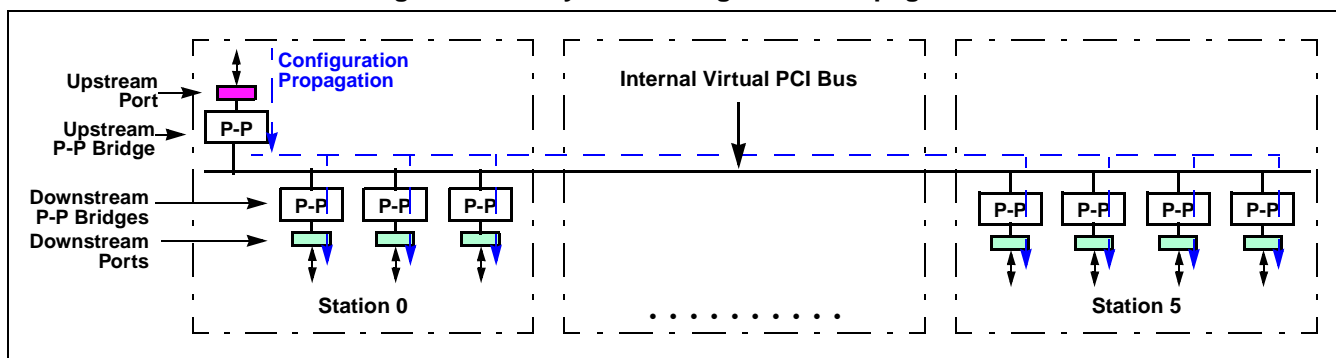 Configuration
Propagation
Internal Virtual PCI Bus
Upstream
Port
P-P
Upstream
P-P Bridge
Downstream
P-P Bridges
P-P
P-P
P-P
P-P
P-P
P-P
P-P
Downstream
Ports
Station 0
. . . . . . . . . .
Station 5